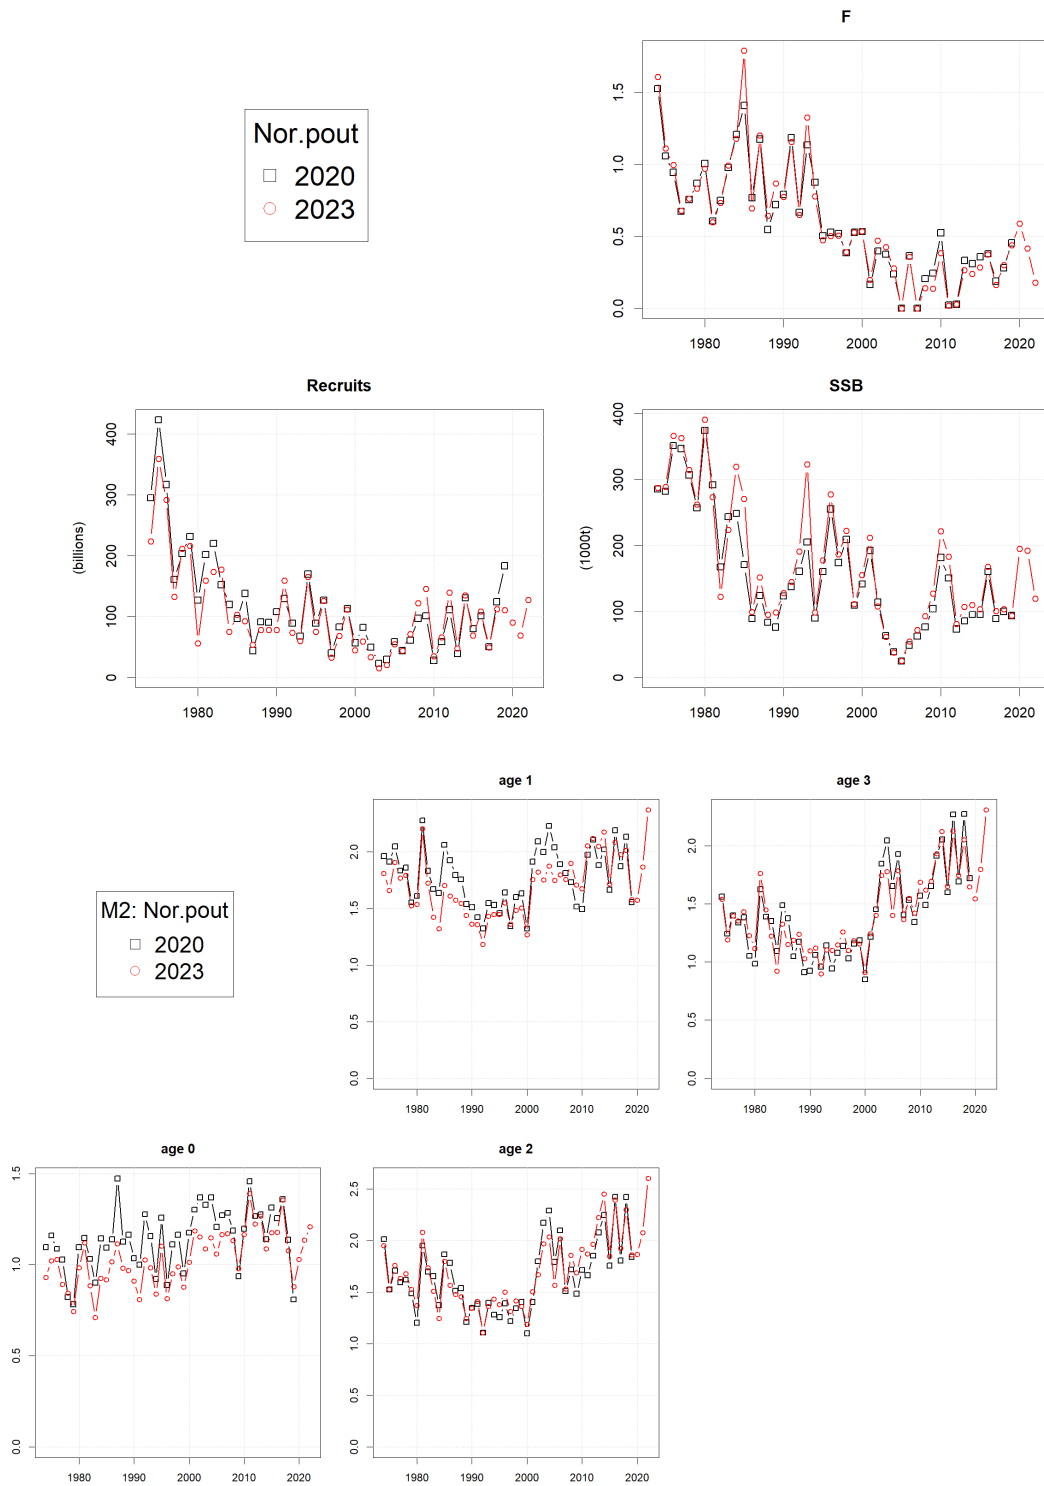 F
Nor.pout
2020
2023
0.0 0.5 1.0 1.5
1980 1990 2000 2010 2020
Recruits
(billions)
0 100 200 300 400
1980 1990 2000 2010 2020
SSB
(1000t)
0 100 200 300 400
1980 1990 2000 2010 2020
M2: Nor.pout
2020
2023
age 1
0.0 0.5 1.0 1.5 2.0
1980 1990 2000 2010 2020
age 3
0.0 0.5 1.0 1.5 2.0
1980 1990 2000 2010 2020
age 0
0.0 0.5 1.0 1.5
1980 1990 2000 2010 2020
age 2
0.0 0.5 1.0 1.5 2.0 2.5
1980 1990 2000 2010 2020